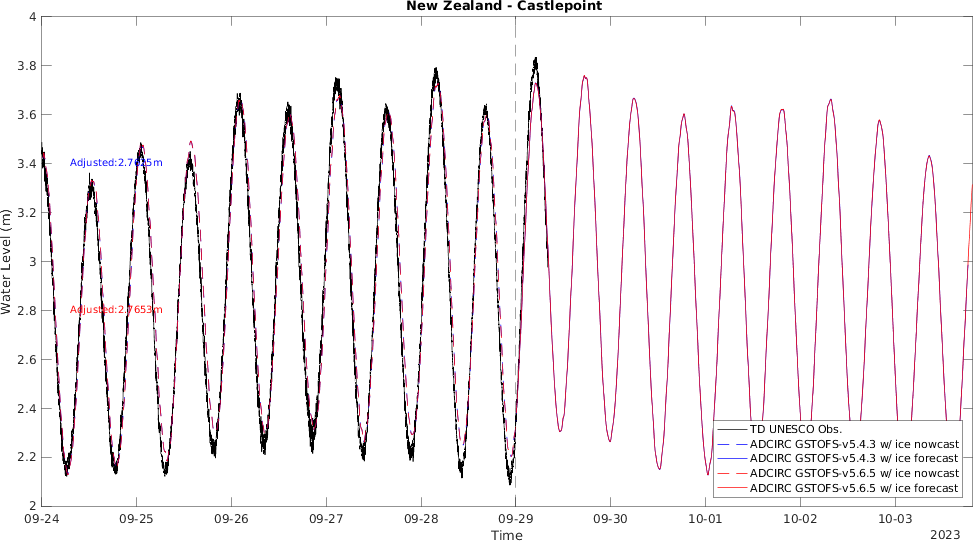 New Zealand - Castlepoint
Water Level (m)
4
3.8
3.6
3.4
3.2
3
2.8
2.6
2.4
2.2
2
Adjusted:2.7625m
Adjusted:2.7653m
TD UNESCO Obs.
ADCIRC GSTOFS-v5.4.3 w/ ice nowcast
ADCIRC GSTOFS-v5.4.3 w/ ice forecast
ADCIRC GSTOFS-v5.6.5 w/ ice nowcast
ADCIRC GSTOFS-v5.6.5 w/ ice forecast
09-24 09-25 09-26 09-27 09-28 09-29 09-30 10-01 10-02 10-03
Time
2023